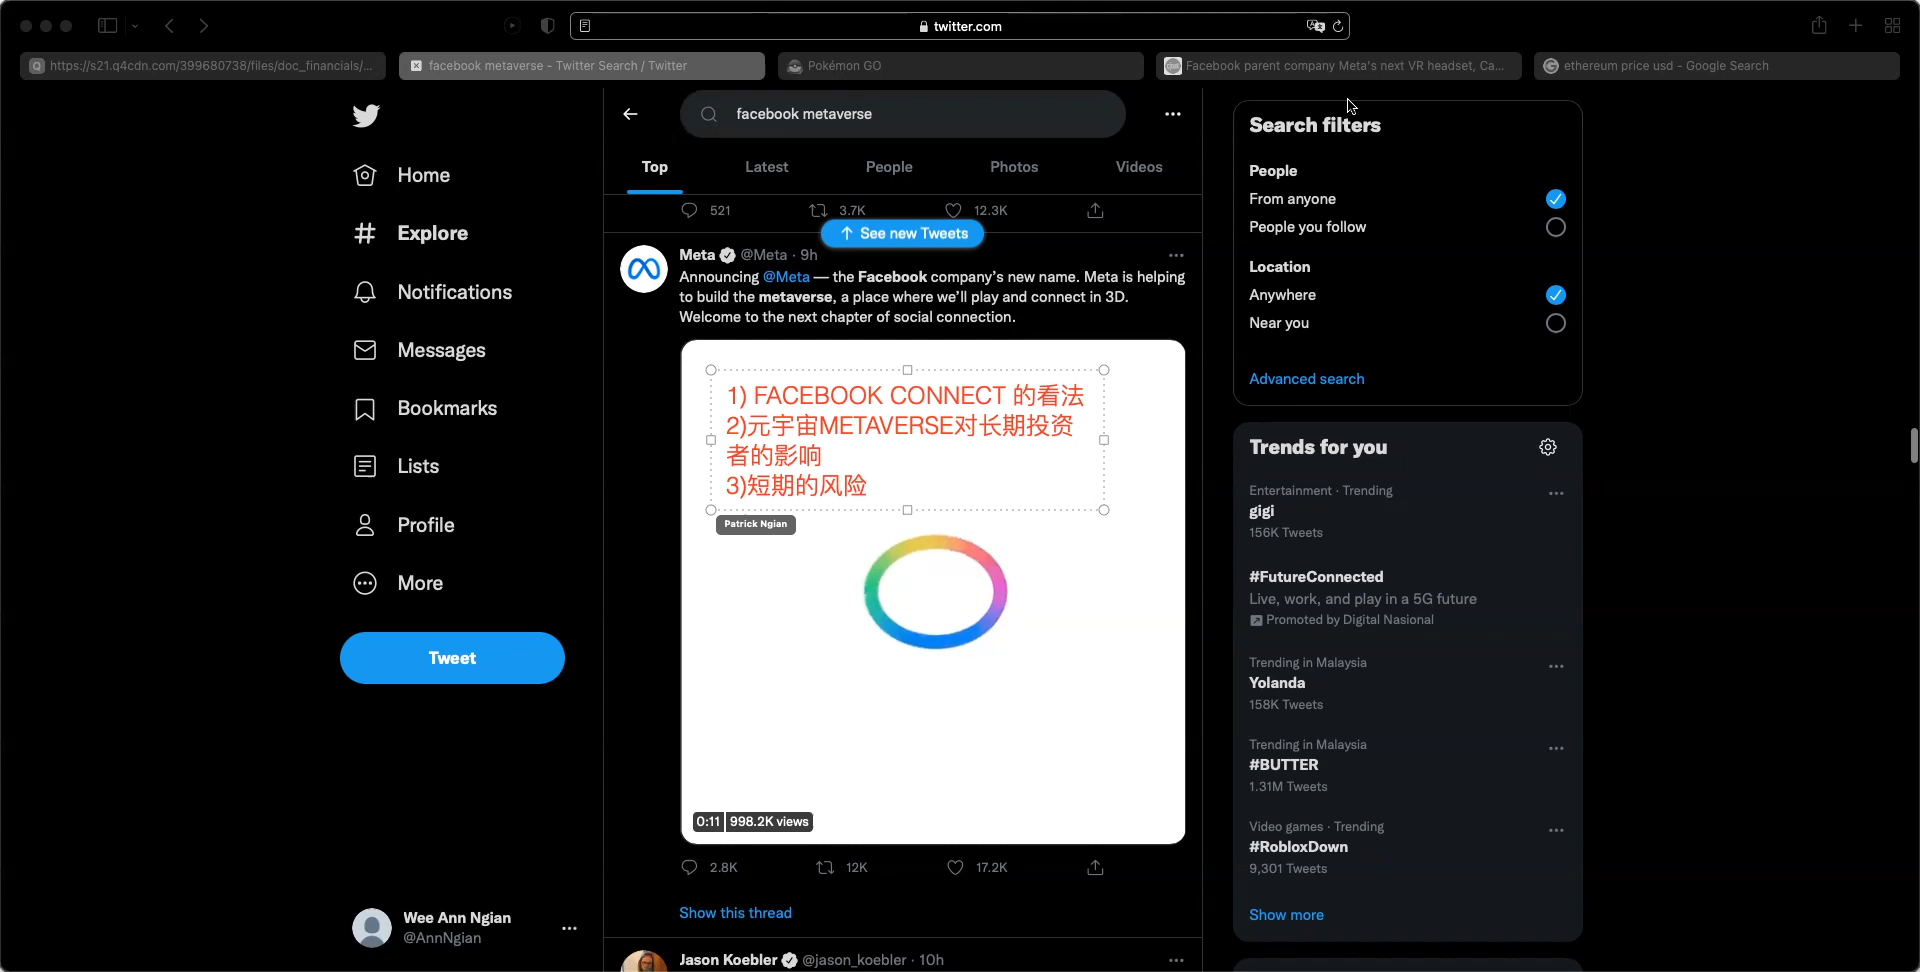 twitter.com
https://s21.q4cdn.com/399680738/files/doc_financials/...
facebook metaverse - Twitter Search / Twitter
Pokémon GO
Facebook parent company Meta's next VR headset, Ca...
ethereum price usd - Google Search
Home
Explore
Notifications
Messages
Bookmarks
Lists
Profile
More
Tweet
Wee Ann Ngian
@AnnNgian
facebook metaverse
Top
Latest
People
Photos
Videos
521
3.7K
12.3K
See new Tweets
Meta @Meta · 9h
Announcing @Meta — the Facebook company's new name. Meta is helping
to build the metaverse, a place where we'll play and connect in 3D.
Welcome to the next chapter of social connection.
1) FACEBOOK CONNECT 的看法
2)元宇宙METAVERSE对长期投资
者的影响
3)短期的风险
Patrick Ngian
0:11 998.2K views
2.8K
12K
17.2K
Show this thread
Jason Koebler @jason_koebler · 10h
Search filters
People
From anyone
People you follow
Location
Anywhere
Near you
Advanced search
Trends for you
Entertainment · Trending
gigi
156K Tweets
#FutureConnected
Live, work, and play in a 5G future
Promoted by Digital Nasional
Trending in Malaysia
Yolanda
158K Tweets
Trending in Malaysia
#BUTTER
1.31M Tweets
Video games · Trending
#RobloxDown
9,301 Tweets
Show more